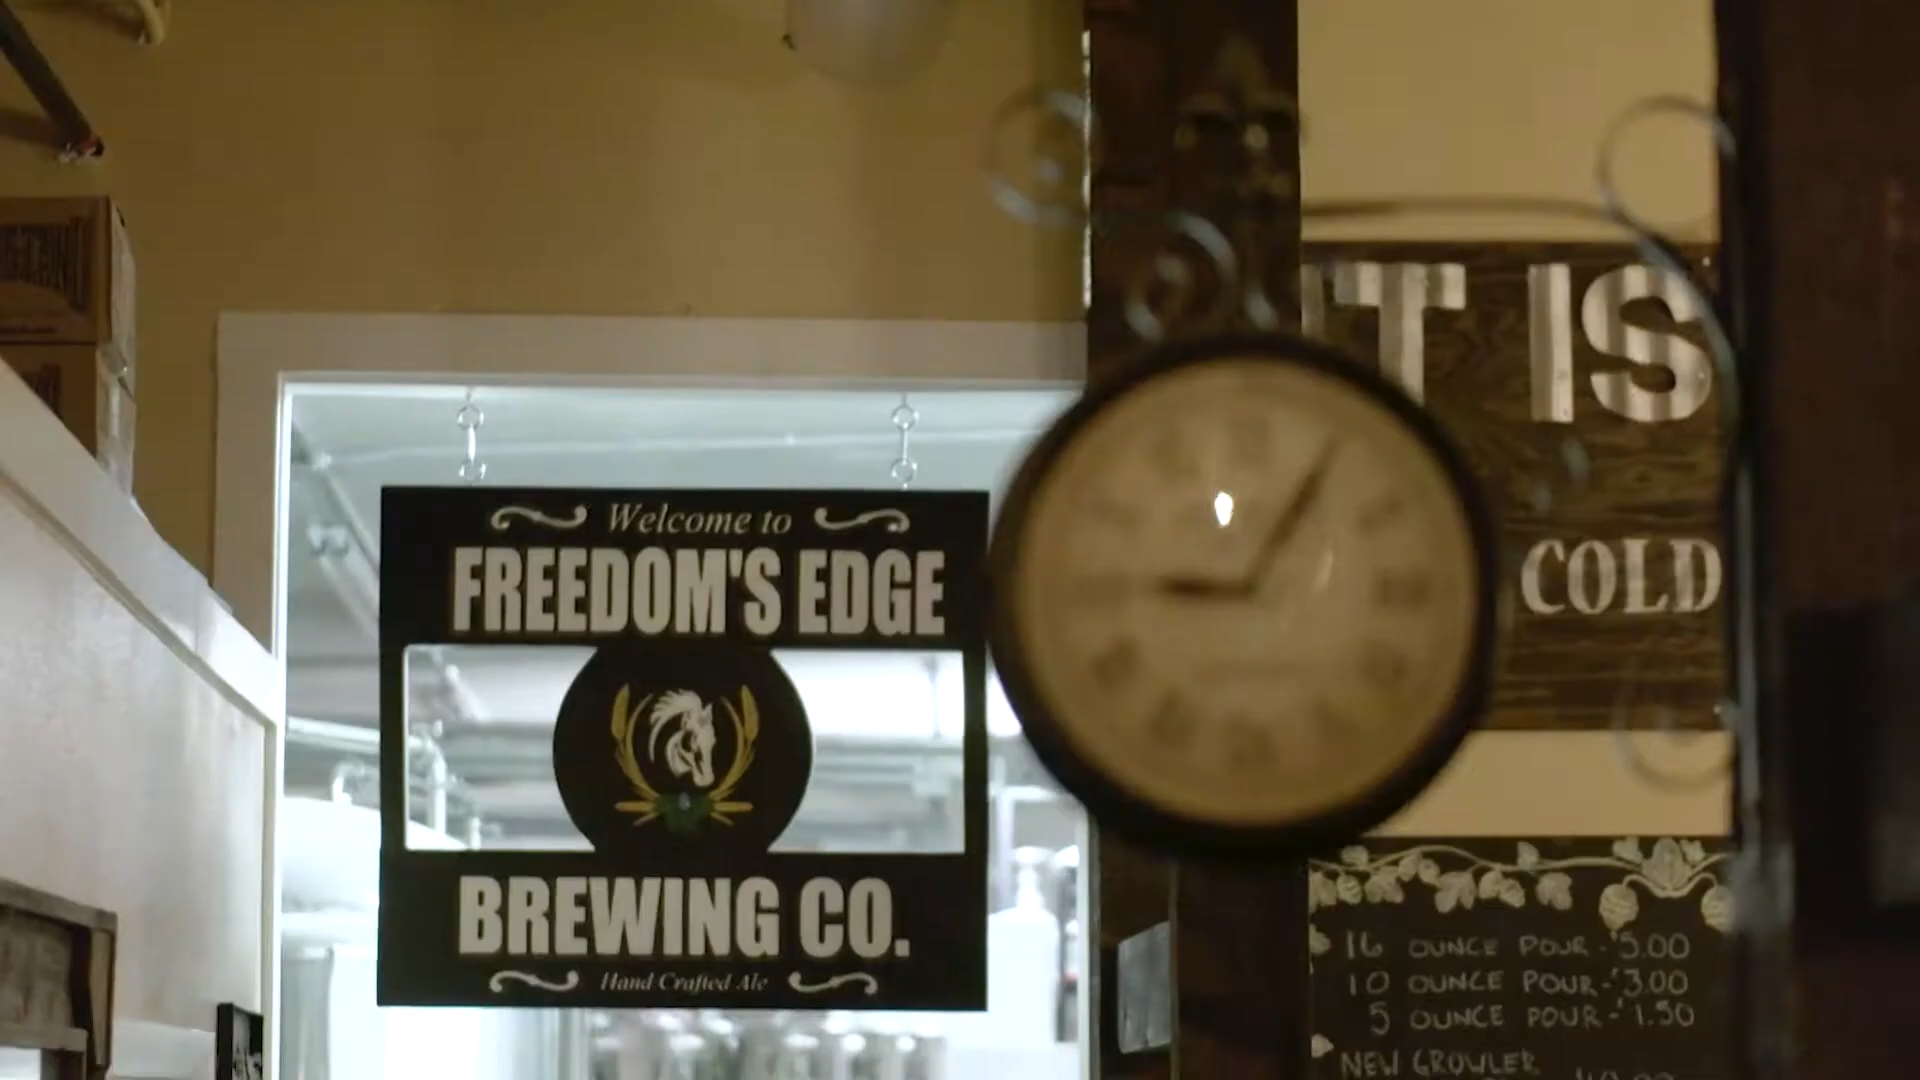 Welcome to
FREEDOM'S EDGE
BREWING CO.
Hand Crafted Ale
T IS
COLD
16 OUNCE POUR - $5.00
10 OUNCE POUR - $3.00
5 OUNCE POUR - $1.50
NEW GROWLER